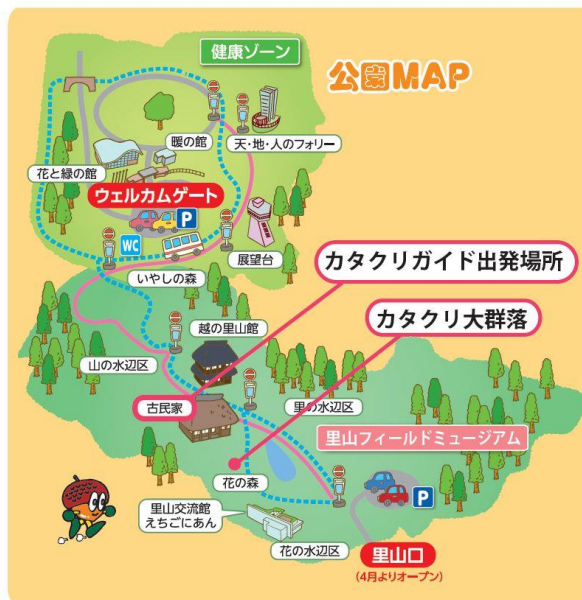 健康ゾーン
公園MAP
暖の館
天・地・人のフォリー
花と緑の館
ウェルカムゲート
P
WC
展望台
いやしの森
カタクリガイド出発場所
カタクリ大群落
越の里山館
山の水辺区
古民家
里の水辺区
里山フィールドミュージアム
花の森
P
里山交流館
えちごにあん
花の水辺区
里山口
(4月よりオープン)